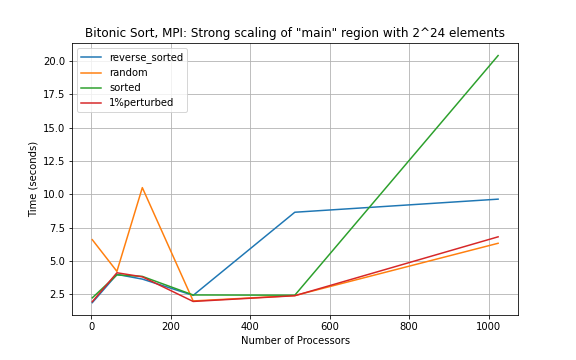 Bitonic Sort, MPI: Strong scaling of "main" region with 2^24 elements
reverse_sorted
random
sorted
1%perturbed
Time (seconds)
20.0
17.5
15.0
12.5
10.0
7.5
5.0
2.5
0 200 400 600 800 1000
Number of Processors